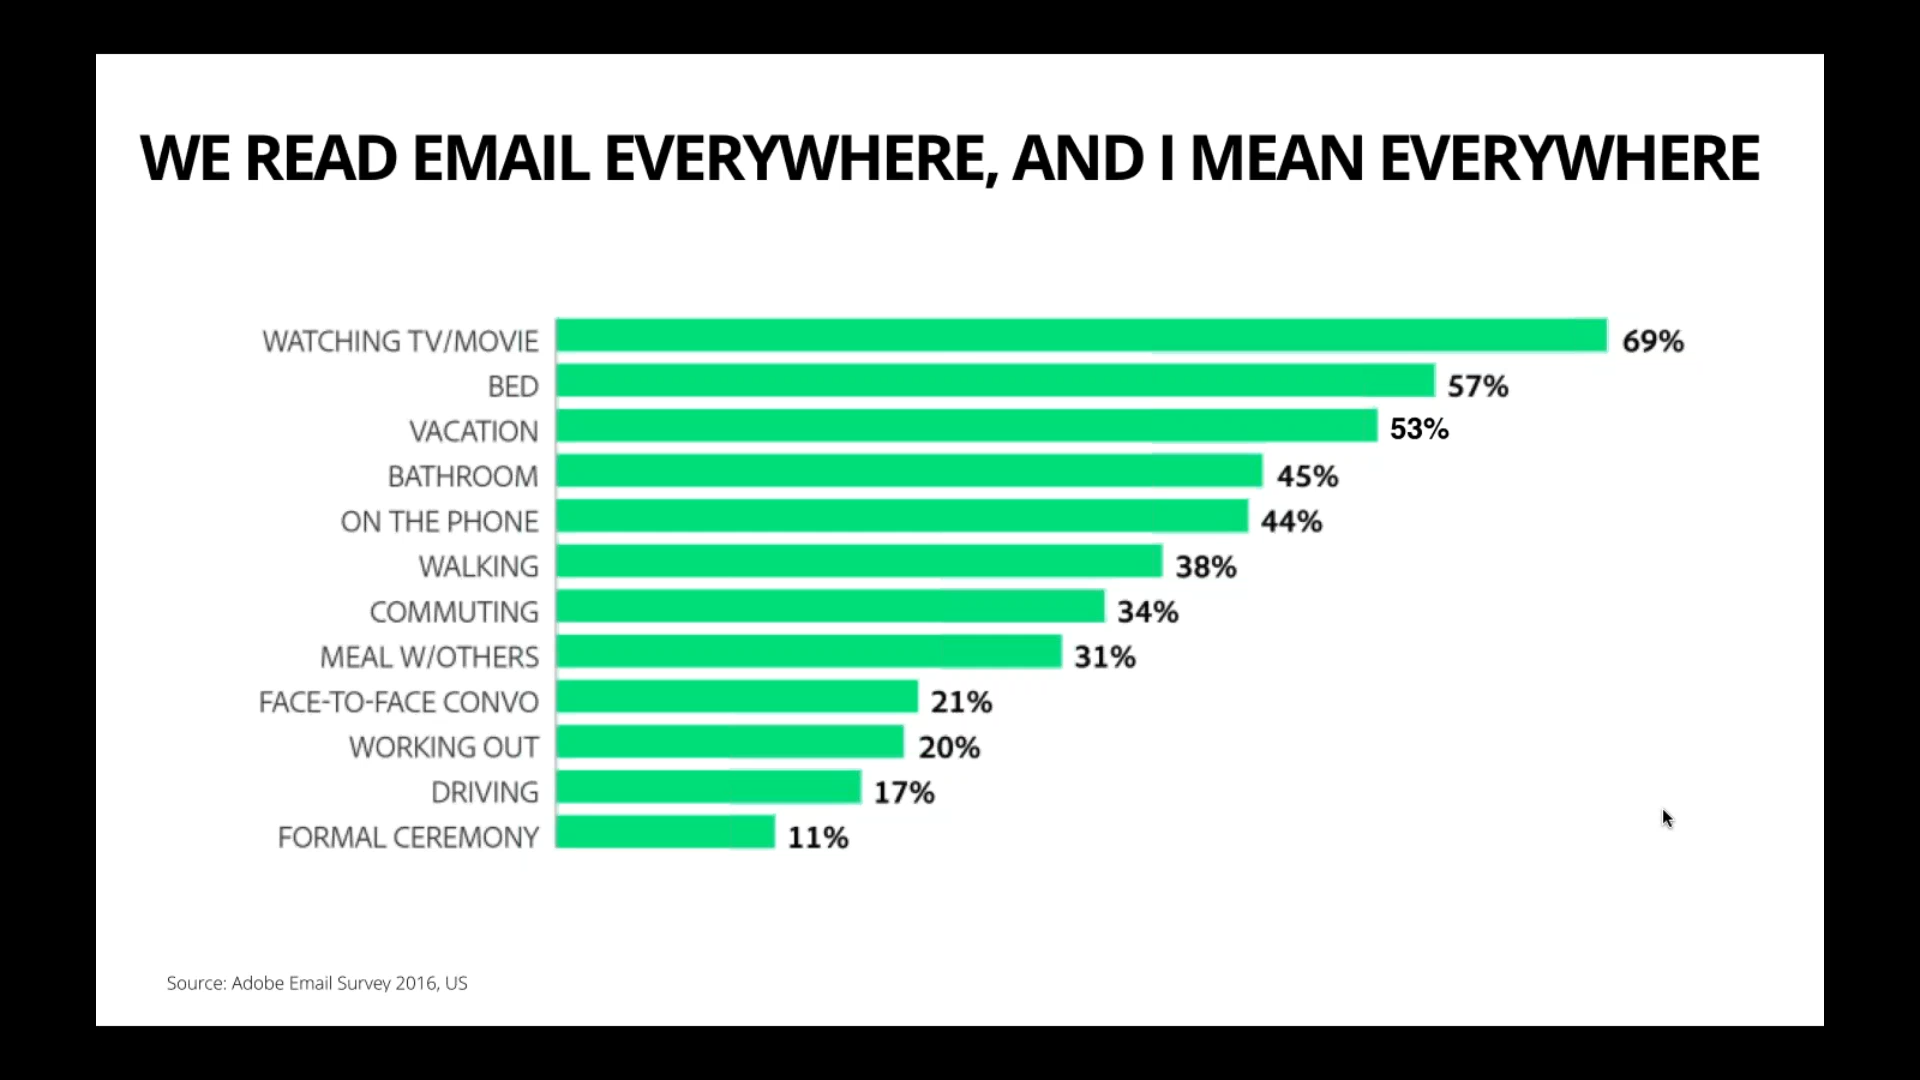 WE READ EMAIL EVERYWHERE, AND I MEAN EVERYWHERE
WATCHING TV/MOVIE 69%
BED 57%
VACATION 53%
BATHROOM 45%
ON THE PHONE 44%
WALKING 38%
COMMUTING 34%
MEAL W/OTHERS 31%
FACE-TO-FACE CONVO 21%
WORKING OUT 20%
DRIVING 17%
FORMAL CEREMONY 11%
Source: Adobe Email Survey 2016, US